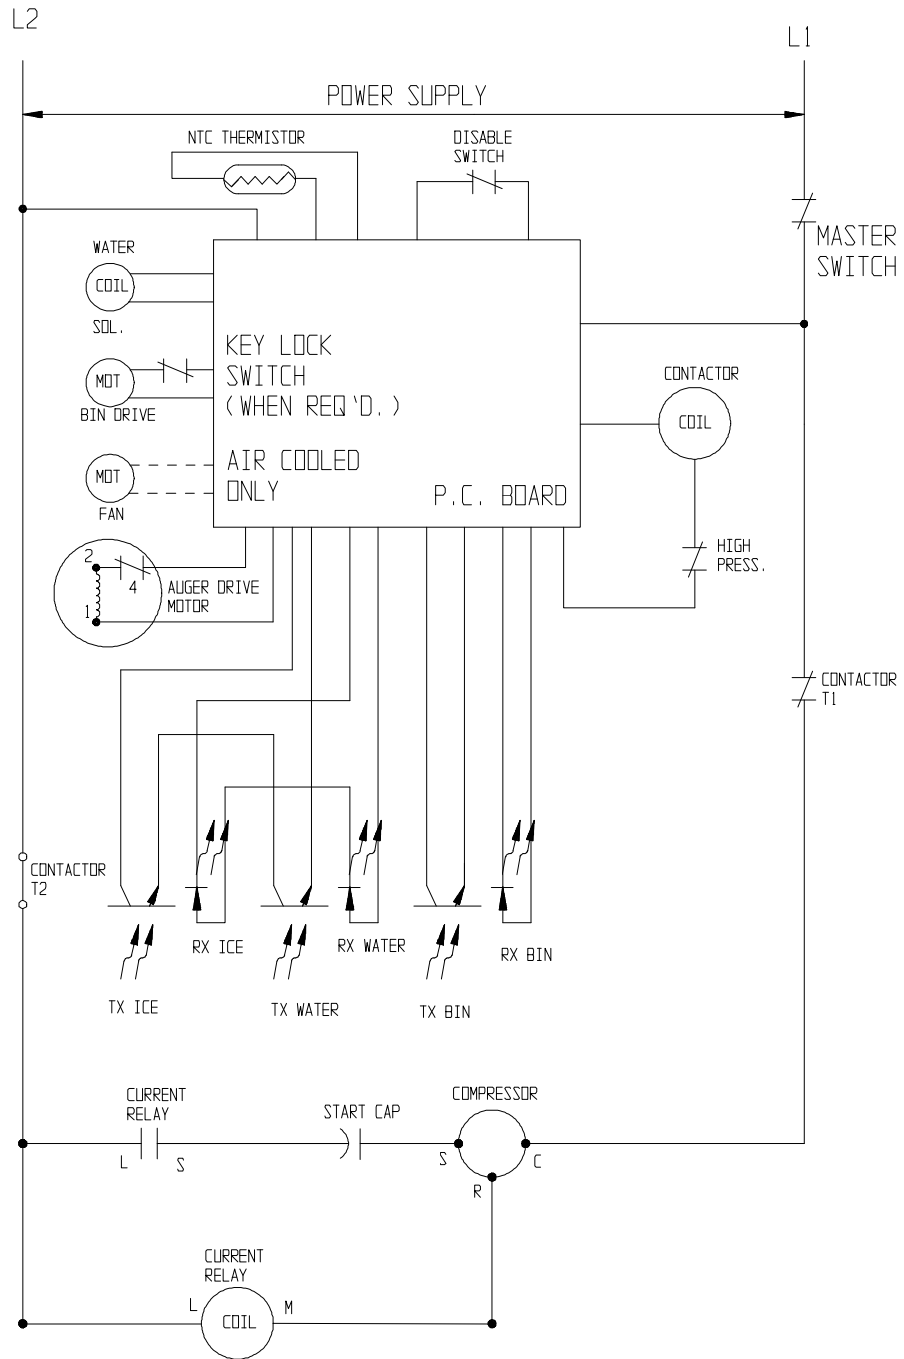 L2
L1
POWER SUPPLY
NTC THERMISTOR
DISABLE
SWITCH
MASTER
SWITCH
WATER
COIL
SOL.
KEY LOCK
SWITCH
(WHEN REQ'D.)
MOT
BIN DRIVE
CONTACTOR
COIL
AIR COOLED
ONLY
MOT
FAN
P.C. BOARD
HIGH
PRESS.
2
4
1
AUGER DRIVE
MOTOR
CONTACTOR
T1
CONTACTOR
T2
RX ICE
RX WATER
RX BIN
TX ICE
TX WATER
TX BIN
CURRENT
RELAY
L
S
START CAP
COMPRESSOR
S
C
R
CURRENT
RELAY
L
COIL
M